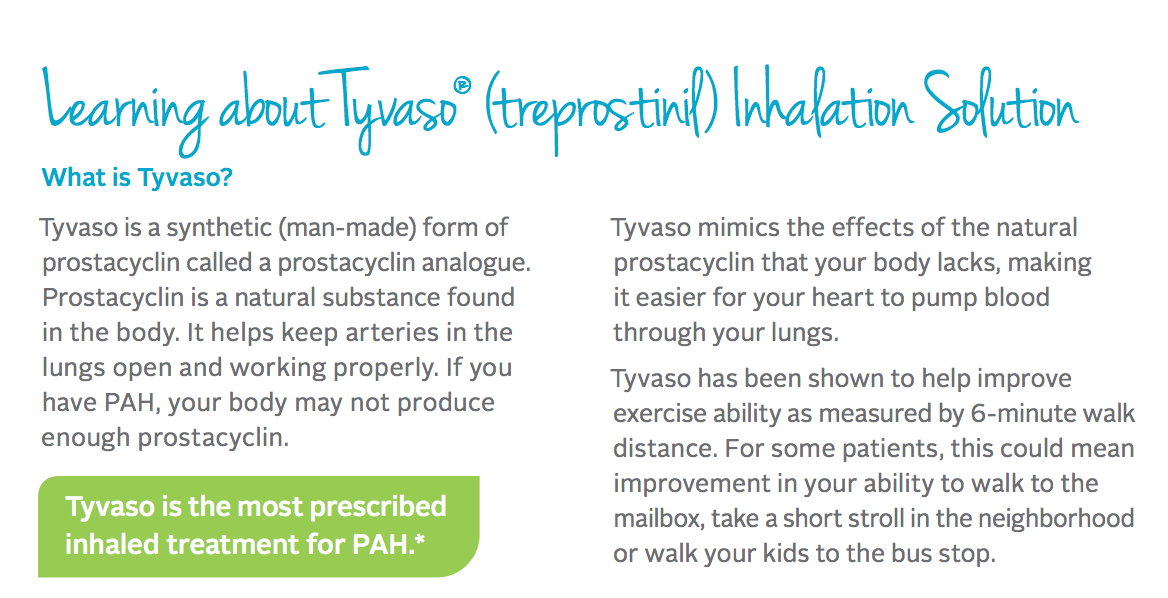 Learning about Tyvaso® (treprostinil) Inhalation Solution
What is Tyvaso?
Tyvaso is a synthetic (man-made) form of
prostacyclin called a prostacyclin analogue.
Prostacyclin is a natural substance found
in the body. It helps keep arteries in the
lungs open and working properly. If you
have PAH, your body may not produce
enough prostacyclin.
Tyvaso is the most prescribed
inhaled treatment for PAH.*
Tyvaso mimics the effects of the natural
prostacyclin that your body lacks, making
it easier for your heart to pump blood
through your lungs.
Tyvaso has been shown to help improve
exercise ability as measured by 6-minute walk
distance. For some patients, this could mean
improvement in your ability to walk to the
mailbox, take a short stroll in the neighborhood
or walk your kids to the bus stop.